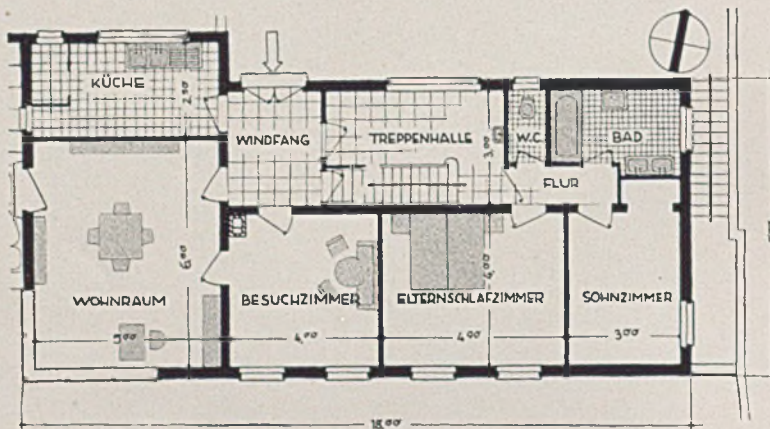 KÜCHE
2,00
WINDFANG
TREPPENHALLE
3,00
W.C.
BAD
FLUR
6,00
WOHNRAUM
BESUCHZIMMER
ELTERNSCHLAFZIMMER
4,00
SOHNZIMMER
5,00
4,00
4,00
3,00
18,00